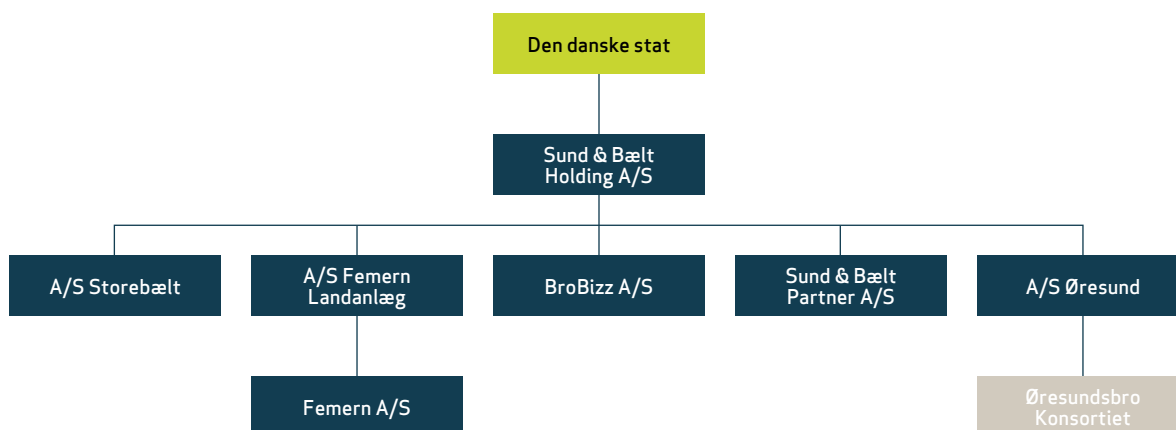 Den danske stat
Sund & Bælt
Holding A/S
A/S Storebælt
A/S Femern
Landanlæg
BroBizz A/S
Sund & Bælt
Partner A/S
A/S Øresund
Femern A/S
Øresundsbro
Konsortiet